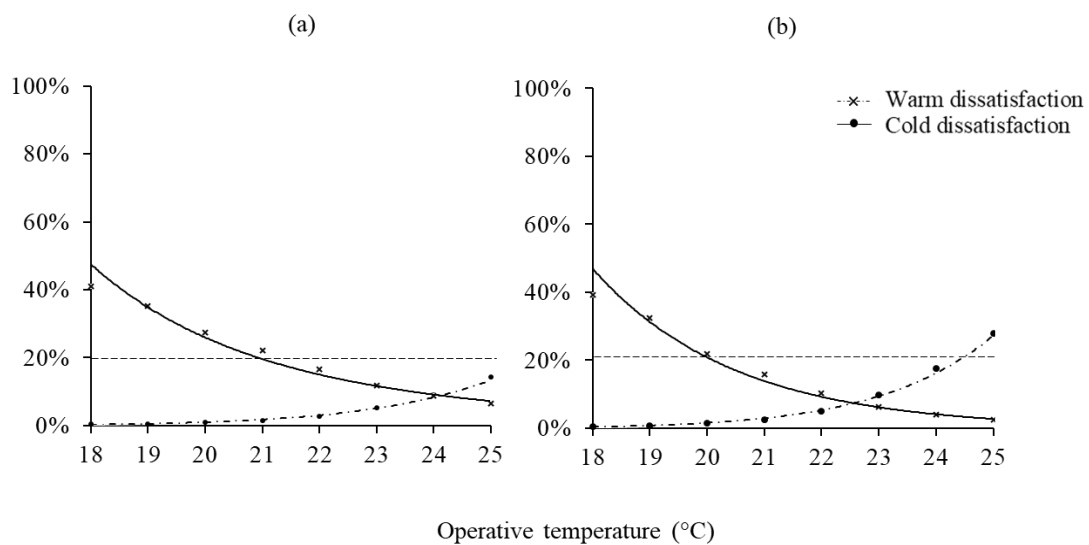 (a)
100%
80%
60%
40%
20%
0%
18 19 20 21 22 23 24 25
(b)
100%
80%
60%
40%
20%
0%
18 19 20 21 22 23 24 25
Warm dissatisfaction
Cold dissatisfaction
Operative temperature (°C)